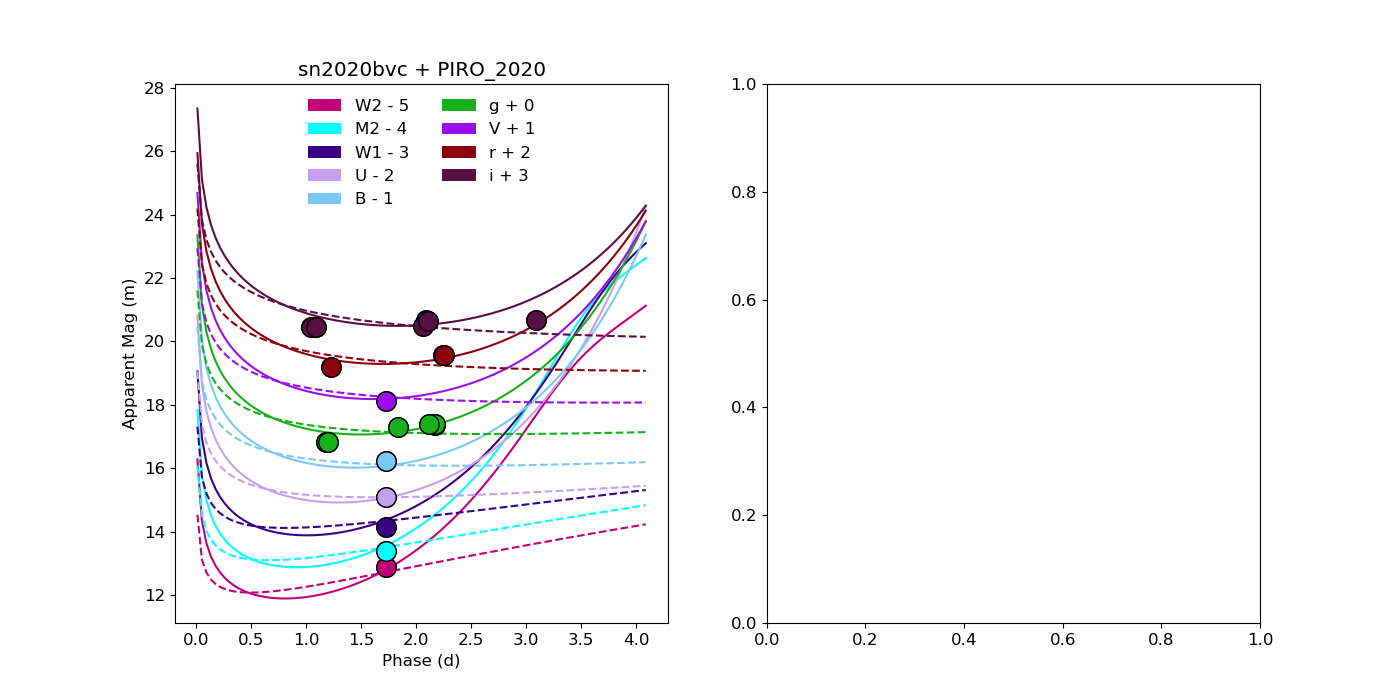 sn2020bvc + PIRO_2020
28
26
24
22
20
18
16
14
12
Apparent Mag (m)
W2 - 5
M2 - 4
W1 - 3
U - 2
B - 1
g + 0
V + 1
r + 2
i + 3
0.0 0.5 1.0 1.5 2.0 2.5 3.0 3.5 4.0
Phase (d)
1.0
0.8
0.6
0.4
0.2
0.0
0.0 0.2 0.4 0.6 0.8 1.0